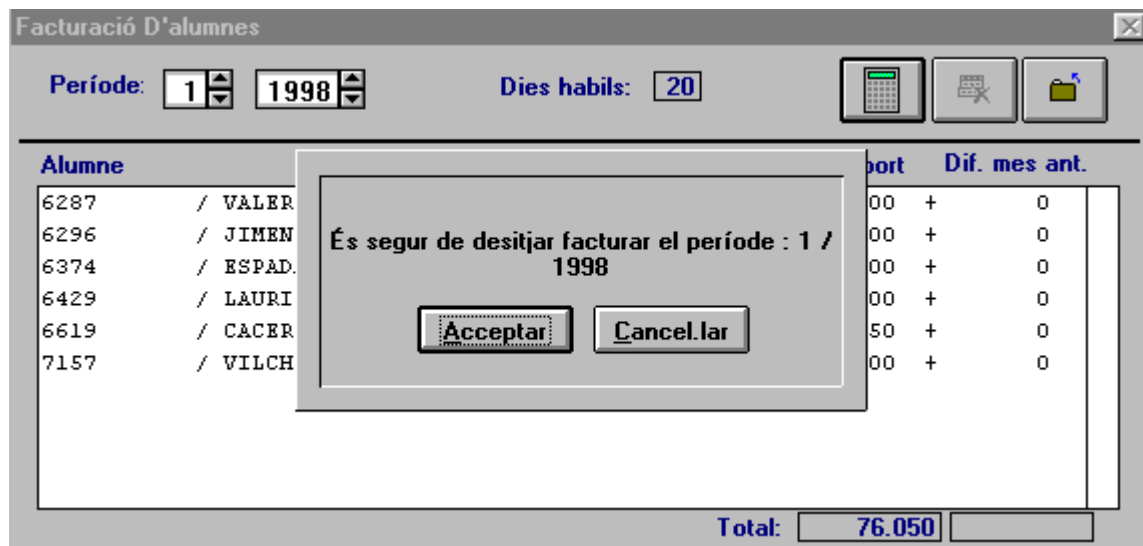 Facturació D'alumnes
Període: 1 1998 Dies habils: 20
Alumne port Dif. mes ant.
6287 / VALER 00 + 0
6296 / JIMEN 00 + 0
6374 / ESPAD 00 + 0
6429 / LAURI 00 + 0
6619 / CACER 50 + 0
7157 / VILCH 00 + 0
És segur de desitjar facturar el període : 1 /
1998
Acceptar Cancel.lar
Total: 76.050